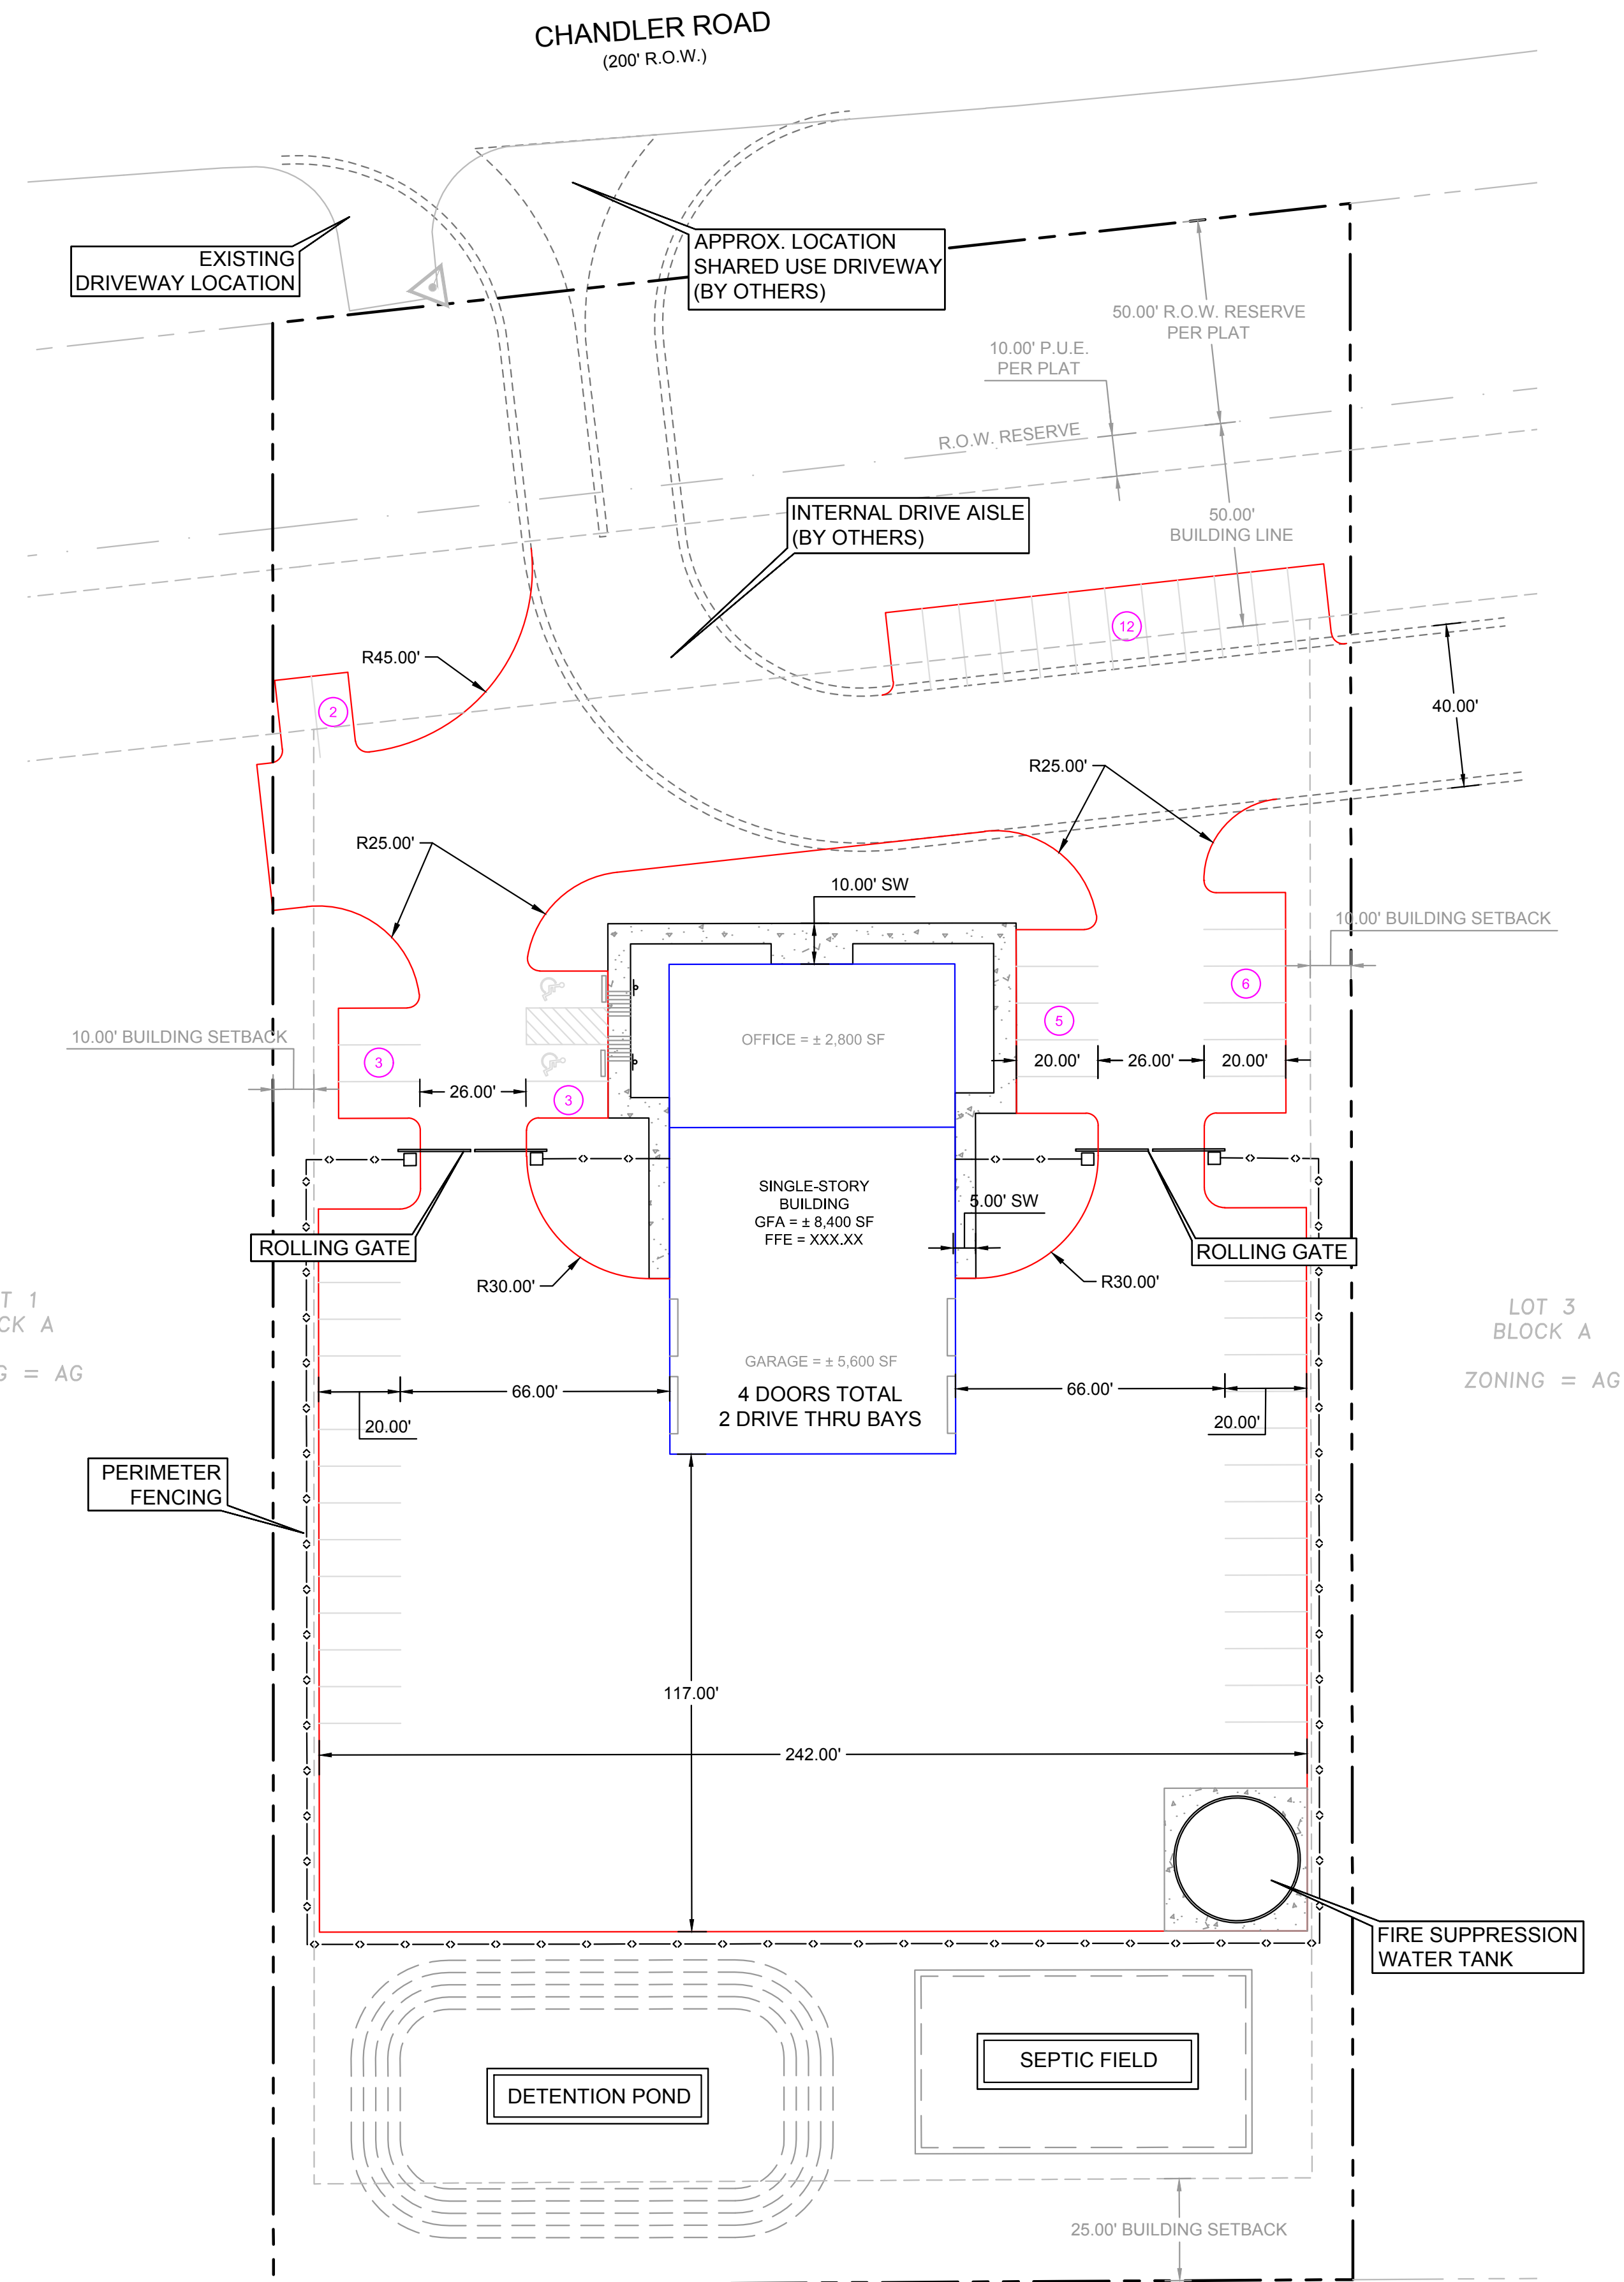 CHANDLER ROAD
(200' R.O.W.)
EXISTING
DRIVEWAY LOCATION
APPROX. LOCATION
SHARED USE DRIVEWAY
(BY OTHERS)
50.00' R.O.W. RESERVE
PER PLAT
10.00' P.U.E.
PER PLAT
R.O.W. RESERVE
INTERNAL DRIVE AISLE
(BY OTHERS)
50.00'
BUILDING LINE
12
R45.00'
2
40.00'
R25.00'
R25.00'
10.00' SW
10.00' BUILDING SETBACK
6
5
OFFICE = ± 2,800 SF
10.00' BUILDING SETBACK
3
20.00'
26.00'
20.00'
26.00'
3
SINGLE-STORY
BUILDING
GFA = ± 8,400 SF
FFE = XXX.XX
5.00' SW
ROLLING GATE
ROLLING GATE
R30.00'
R30.00'
T 1
CK A
G = AG
LOT 3
BLOCK A
ZONING = AG
GARAGE = ± 5,600 SF
4 DOORS TOTAL
2 DRIVE THRU BAYS
66.00'
66.00'
20.00'
20.00'
PERIMETER
FENCING
117.00'
242.00'
FIRE SUPPRESSION
WATER TANK
SEPTIC FIELD
DETENTION POND
25.00' BUILDING SETBACK